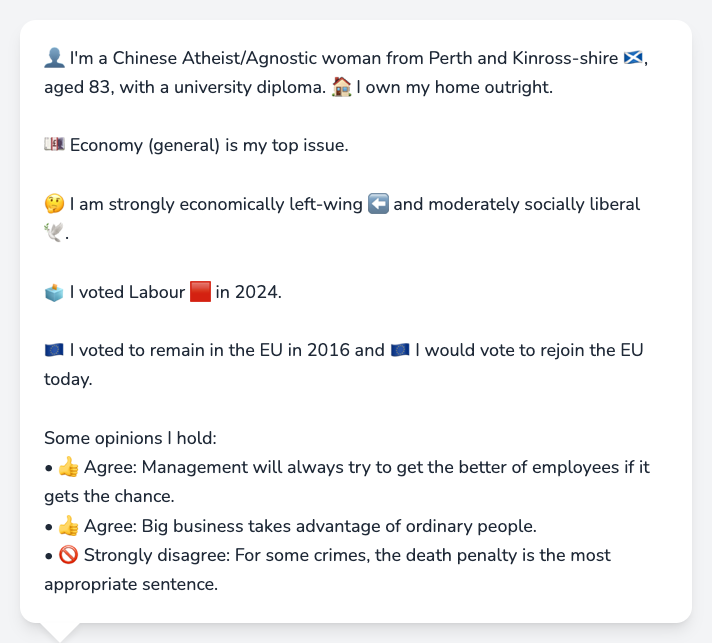 👤 I'm a Chinese Atheist/Agnostic woman from Perth and Kinross-shire 🏴󠁧󠁢󠁳󠁣󠁴󠁿,
aged 83, with a university diploma. 🏠 I own my home outright.
💷 Economy (general) is my top issue.
🤔 I am strongly economically left-wing ⬅️ and moderately socially liberal
🕊️.
🗳️ I voted Labour 🟥 in 2024.
🇪🇺 I voted to remain in the EU in 2016 and 🇪🇺 I would vote to rejoin the EU
today.
Some opinions I hold:
• 👍 Agree: Management will always try to get the better of employees if it
gets the chance.
• 👍 Agree: Big business takes advantage of ordinary people.
• 🚫 Strongly disagree: For some crimes, the death penalty is the most
appropriate sentence.